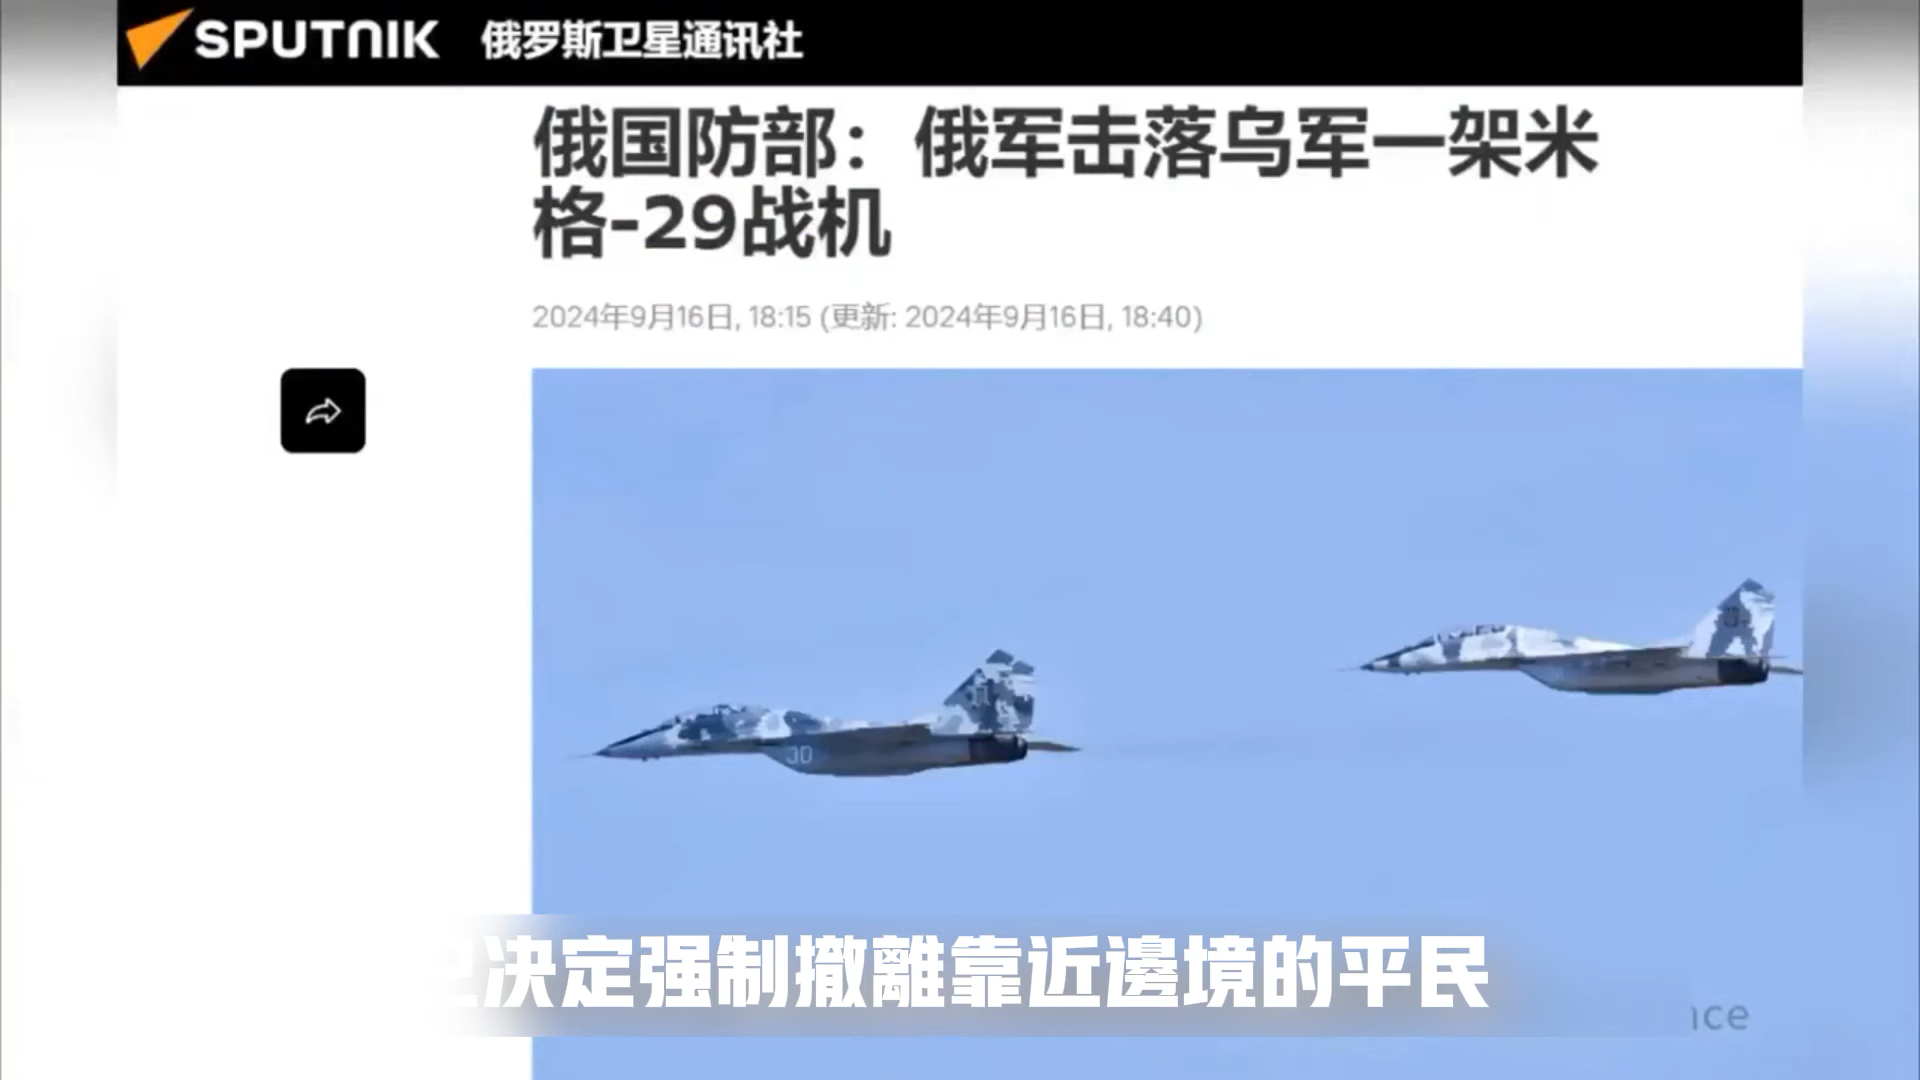 SPUTNIK 俄罗斯卫星通讯社
俄国防部：俄军击落乌军一架米
格-29战机
2024年9月16日, 18:15 (更新: 2024年9月16日, 18:40)
30
已决定强制撤離靠近邊境的平民